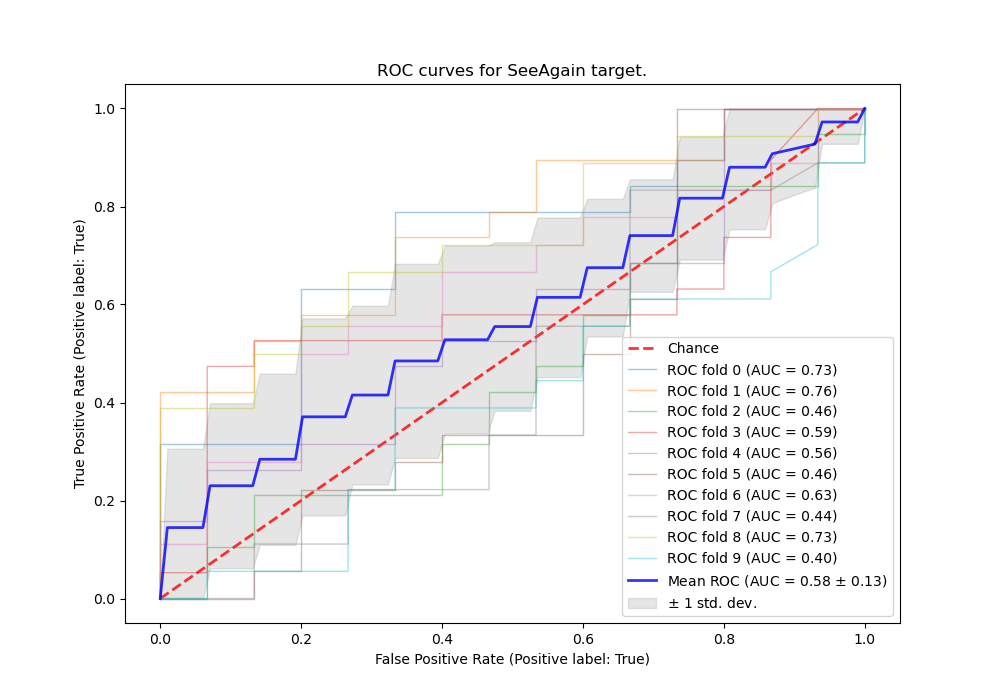 ROC curves for SeeAgain target.
True Positive Rate (Positive label: True)
1.0
0.8
0.6
0.4
0.2
0.0
Chance
ROC fold 0 (AUC = 0.73)
ROC fold 1 (AUC = 0.76)
ROC fold 2 (AUC = 0.46)
ROC fold 3 (AUC = 0.59)
ROC fold 4 (AUC = 0.56)
ROC fold 5 (AUC = 0.46)
ROC fold 6 (AUC = 0.63)
ROC fold 7 (AUC = 0.44)
ROC fold 8 (AUC = 0.73)
ROC fold 9 (AUC = 0.40)
Mean ROC (AUC = 0.58 ± 0.13)
± 1 std. dev.
0.0 0.2 0.4 0.6 0.8 1.0
False Positive Rate (Positive label: True)